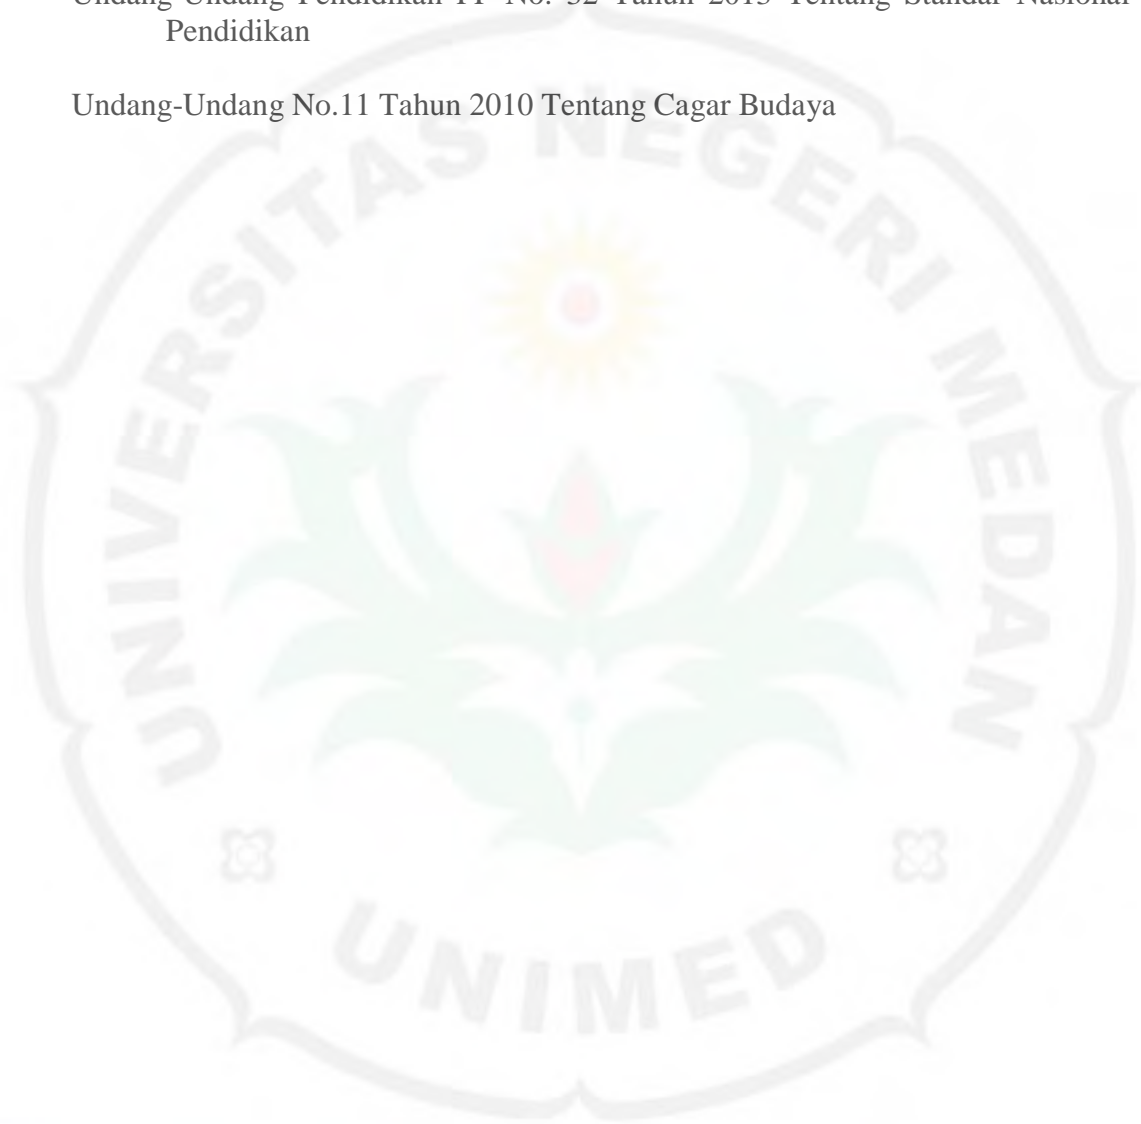 Undang-Undang Pendidikan PP No. 32 Tahun 2013 Tentang Standar Nasional
Pendidikan
Undang-Undang No.11 Tahun 2010 Tentang Cagar Budaya
UNIVERSITAS NEGERI MEDAN
UNIMED